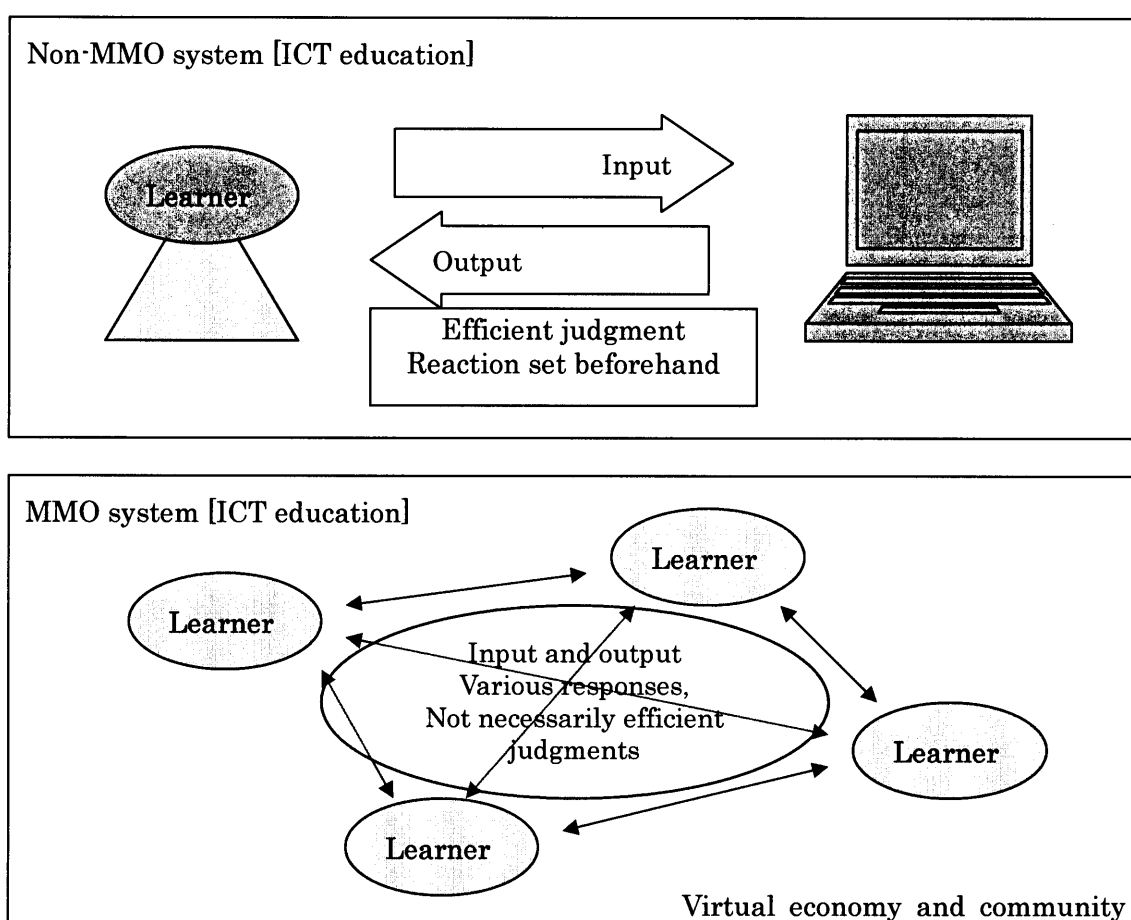 Non-MMO system [ICT education]
Learner
Input
Output
Efficient judgment
Reaction set beforehand
MMO system [ICT education]
Learner
Learner
Input and output
Various responses,
Not necessarily efficient
judgments
Learner
Learner
Virtual economy and community